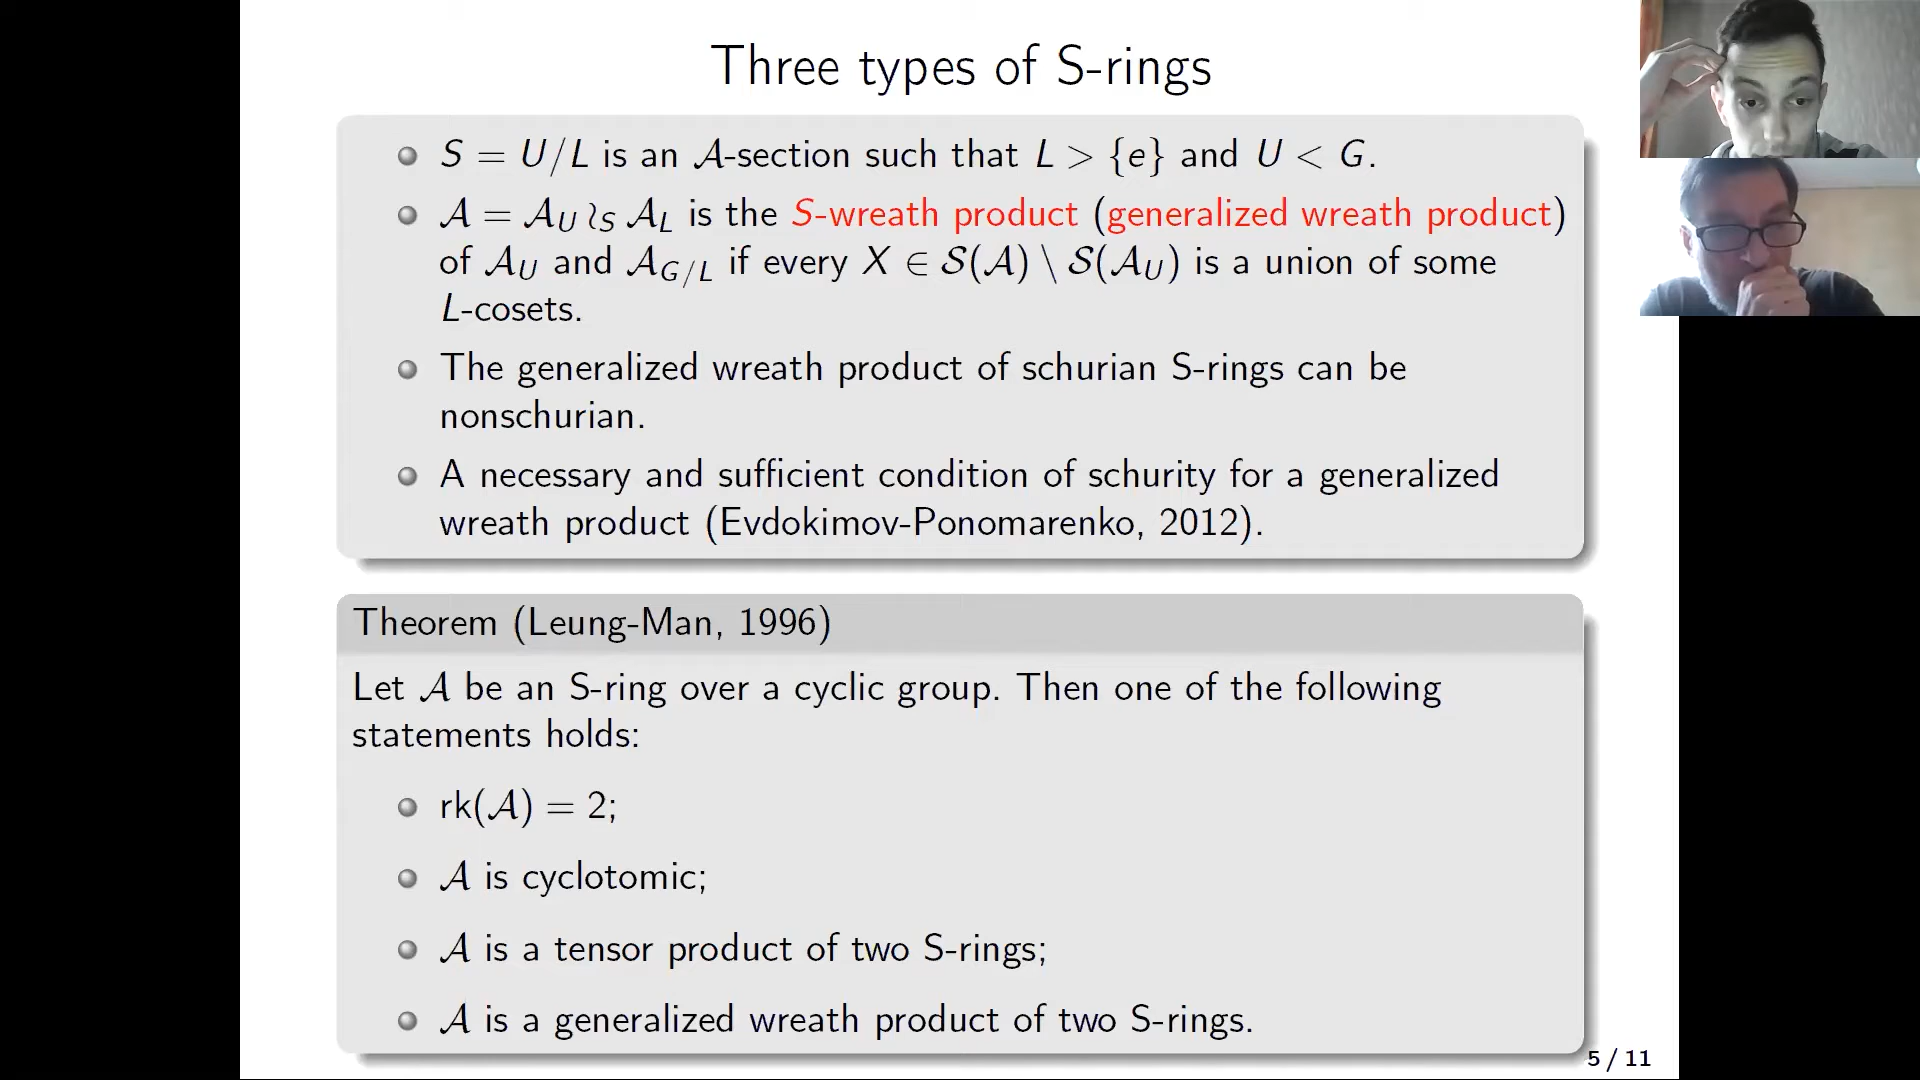 Three types of S-rings
S = U/L is an 𝒜-section such that L > {e} and U < G.
𝒜 = 𝒜_U ≀_S 𝒜_L is the S-wreath product (generalized wreath product)
of 𝒜_U and 𝒜_{G/L} if every X ∈ 𝒮(𝒜) \ 𝒮(𝒜_U) is a union of some
L-cosets.
The generalized wreath product of schurian S-rings can be
nonschurian.
A necessary and sufficient condition of schurity for a generalized
wreath product (Evdokimov-Ponomarenko, 2012).
Theorem (Leung-Man, 1996)
Let 𝒜 be an S-ring over a cyclic group. Then one of the following
statements holds:
rk(𝒜) = 2;
𝒜 is cyclotomic;
𝒜 is a tensor product of two S-rings;
𝒜 is a generalized wreath product of two S-rings.
5 / 11